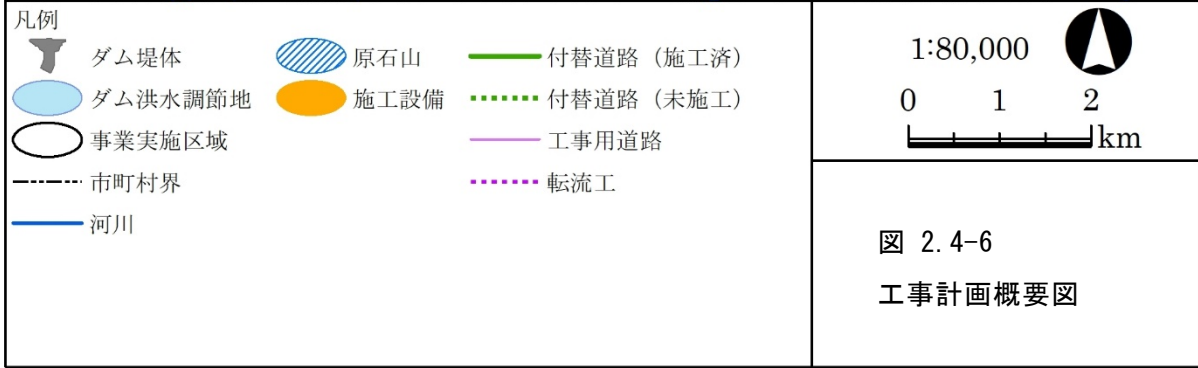 凡例
ダム堤体
ダム洪水調節地
事業実施区域
市町村界
河川
原石山
施工設備
付替道路（施工済）
付替道路（未施工）
工事用道路
転流工
1:80,000
0 1 2
km
図 2.4-6
工事計画概要図